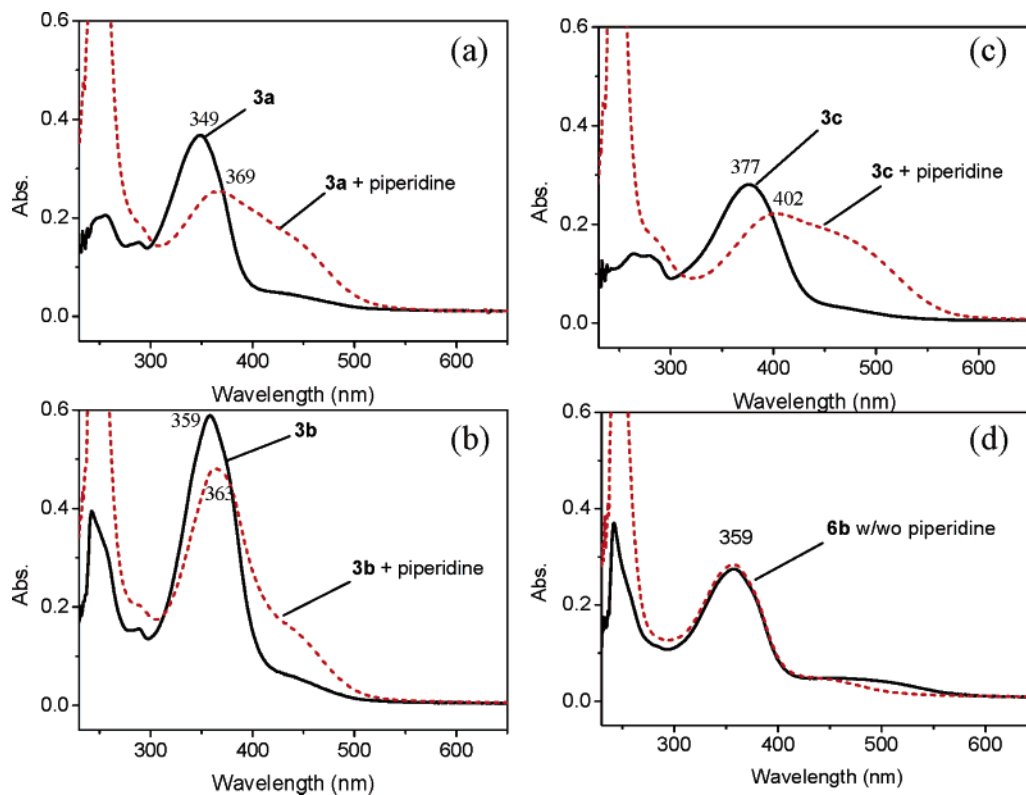 (a)
0.6
0.4
0.2
0.0
Abs.
349
3a
369
3a + piperidine
300 400 500 600
Wavelength (nm)
(c)
0.6
0.4
0.2
0.0
Abs.
377
3c
402
3c + piperidine
300 400 500 600
Wavelength (nm)
(b)
0.6
0.4
0.2
0.0
Abs.
359
3b
363
3b + piperidine
300 400 500 600
Wavelength (nm)
(d)
0.6
0.4
0.2
0.0
Abs.
359
6b w/wo piperidine
300 400 500 600
Wavelength (nm)